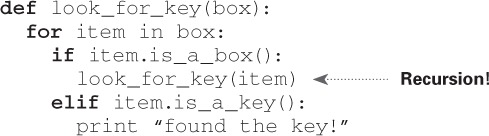 def look_for_key(box):
  for item in box:
    if item.is_a_box():
      look_for_key(item) Recursion!
    elif item.is_a_key():
      print “found the key!”